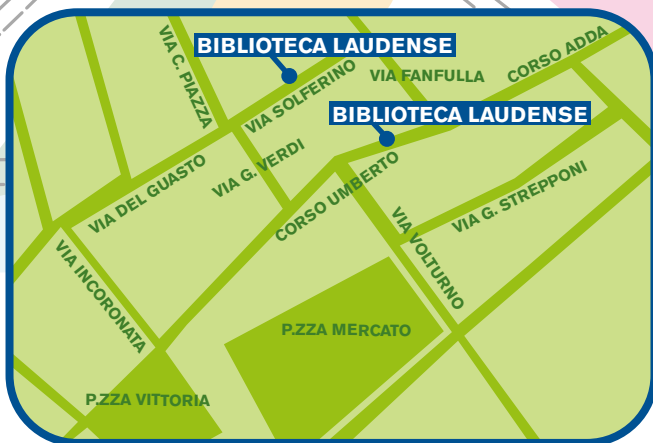 VIA C. PIAZZA
BIBLIOTECA LAUDENSE
VIA SOLFERINO
VIA FANFULLA
CORSO ADDA
BIBLIOTECA LAUDENSE
VIA DEL GUASTO
VIA G. VERDI
CORSO UMBERTO
VIA G. STREPPONI
VIA VOLTURNO
VIA INCORONATA
P.ZZA MERCATO
P.ZZA VITTORIA